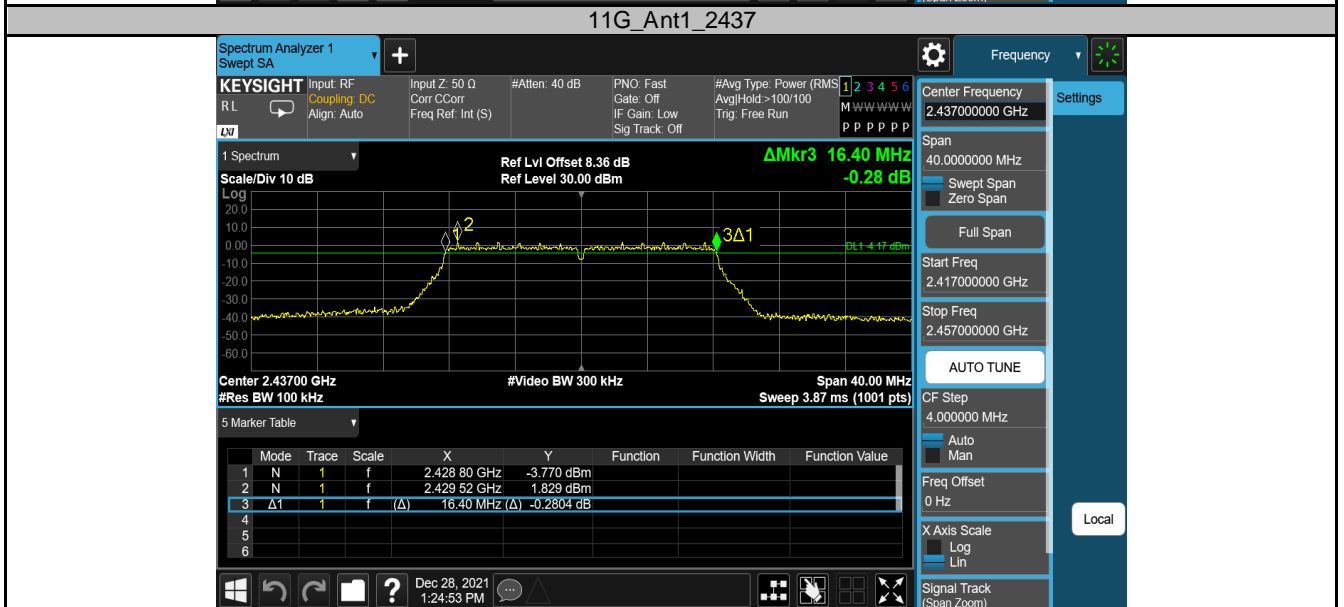 11G_Ant1_2437
Spectrum Analyzer 1
Swept SA
+
Frequency
KEYSIGHT
R L
LXI
Input: RF
Coupling: DC
Align: Auto
Input Z: 50 Ω
Corr CCorr
Freq Ref: Int (S)
#Atten: 40 dB
PNO: Fast
Gate: Off
IF Gain: Low
Sig Track: Off
#Avg Type: Power (RMS
Avg|Hold:>100/100
Trig: Free Run
1 2 3 4 5 6
M W W W W W
P P P P P P
Center Frequency
2.437000000 GHz
Settings
1 Spectrum
Scale/Div 10 dB
Ref Lvl Offset 8.36 dB
Ref Level 30.00 dBm
ΔMkr3 16.40 MHz
-0.28 dB
Span
40.0000000 MHz
Swept Span
Zero Span
Full Span
Start Freq
2.417000000 GHz
Stop Freq
2.457000000 GHz
AUTO TUNE
CF Step
4.000000 MHz
Auto
Man
Freq Offset
0 Hz
X Axis Scale
Log
Lin
Signal Track
(Span Zoom)
Local
Log
20.0
10.0
0.00
-10.0
-20.0
-30.0
-40.0
-50.0
-60.0
1
2
3Δ1
DL1 -4.17 dBm
Center 2.43700 GHz
#Video BW 300 kHz
Span 40.00 MHz
#Res BW 100 kHz
Sweep 3.87 ms (1001 pts)
5 Marker Table
Mode Trace Scale X Y Function Function Width Function Value
1 N 1 f 2.428 80 GHz -3.770 dBm
2 N 1 f 2.429 52 GHz 1.829 dBm
3 Δ1 1 f (Δ) 16.40 MHz (Δ) -0.2804 dB
4
5
6
?
Dec 28, 2021
1:24:53 PM